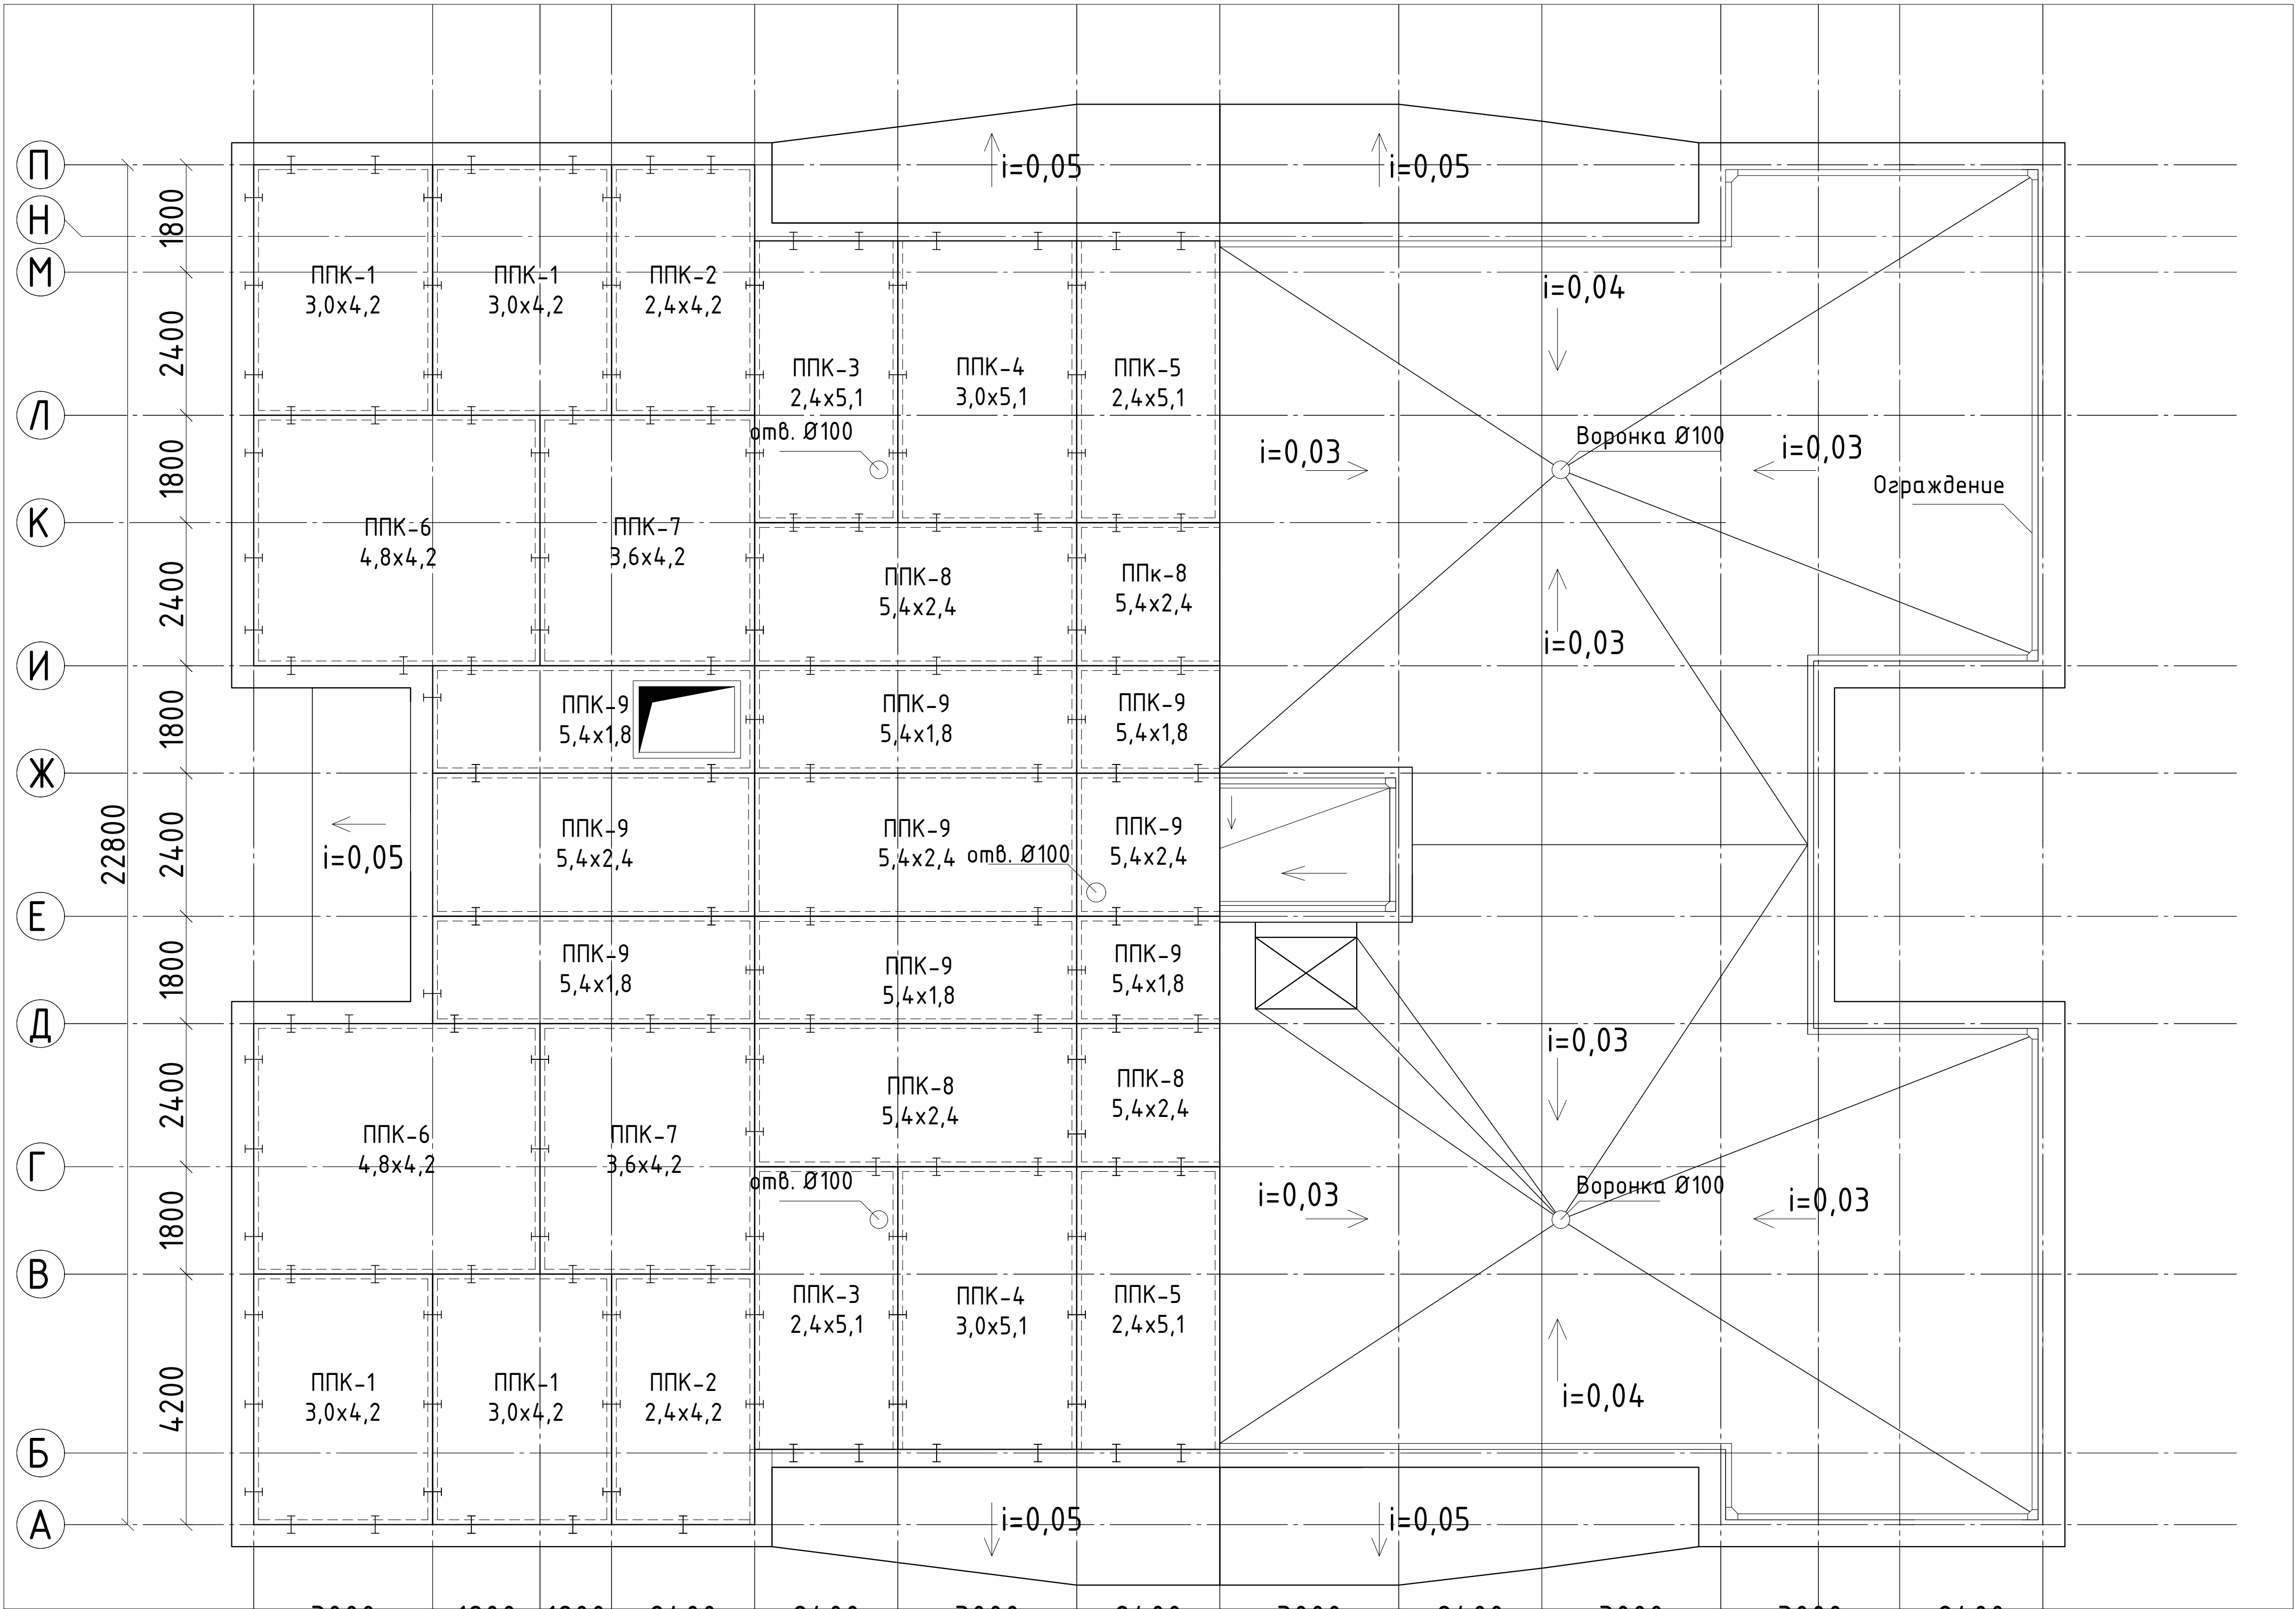 П
Н
М
Л
К
И
Ж
Е
Д
Г
В
Б
А
1800
2400
1800
2400
1800
2400
1800
2400
1800
4200
22800
i=0,05
i=0,05
ППК-1
3,0х4,2
ППК-1
3,0х4,2
ППК-2
2,4х4,2
ППК-3
2,4х5,1
ППК-4
3,0х5,1
ППК-5
2,4х5,1
i=0,04
отв. Ø100
i=0,03
Воронка Ø100
i=0,03
Ограждение
ППК-6
4,8х4,2
ППК-7
3,6х4,2
ППК-8
5,4х2,4
ППк-8
5,4х2,4
i=0,03
ППК-9
5,4х1,8
ППК-9
5,4х1,8
ППК-9
5,4х1,8
i=0,05
ППК-9
5,4х2,4
ППК-9
5,4х2,4
отв. Ø100
ППК-9
5,4х2,4
ППК-9
5,4х1,8
ППК-9
5,4х1,8
ППК-9
5,4х1,8
i=0,03
ППК-6
4,8х4,2
ППК-7
3,6х4,2
ППК-8
5,4х2,4
ППК-8
5,4х2,4
отв. Ø100
i=0,03
Воронка Ø100
i=0,03
ППК-3
2,4х5,1
ППК-4
3,0х5,1
ППК-5
2,4х5,1
ППК-1
3,0х4,2
ППК-1
3,0х4,2
ППК-2
2,4х4,2
i=0,04
i=0,05
i=0,05